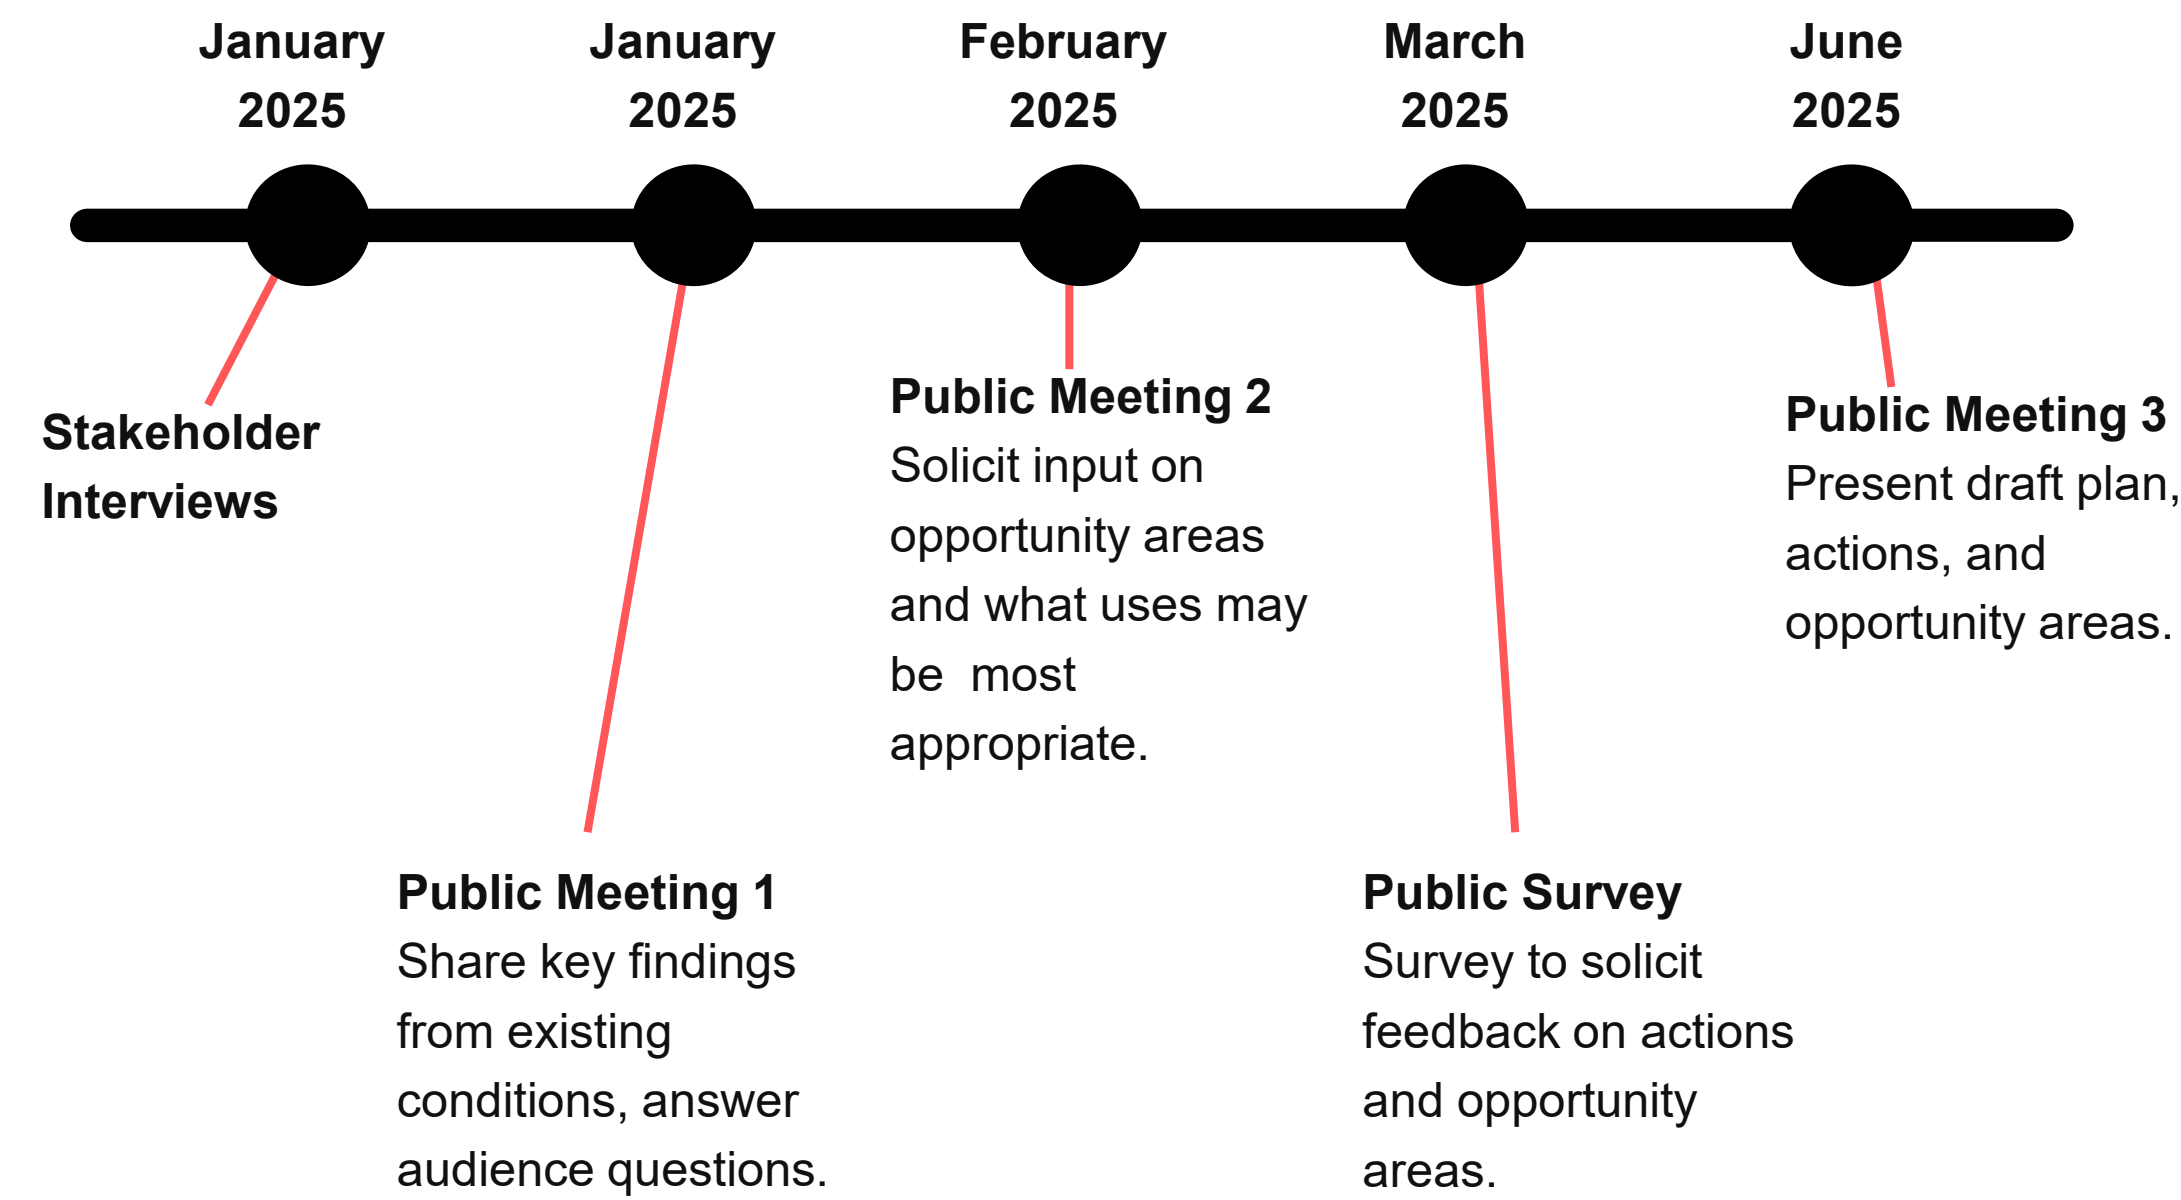 January
2025
January
2025
February
2025
March
2025
June
2025
Stakeholder
Interviews
Public Meeting 1
Share key findings
from existing
conditions, answer
audience questions.
Public Meeting 2
Solicit input on
opportunity areas
and what uses may
be  most
appropriate.
Public Survey
Survey to solicit
feedback on actions
and opportunity
areas.
Public Meeting 3
Present draft plan,
actions, and
opportunity areas.